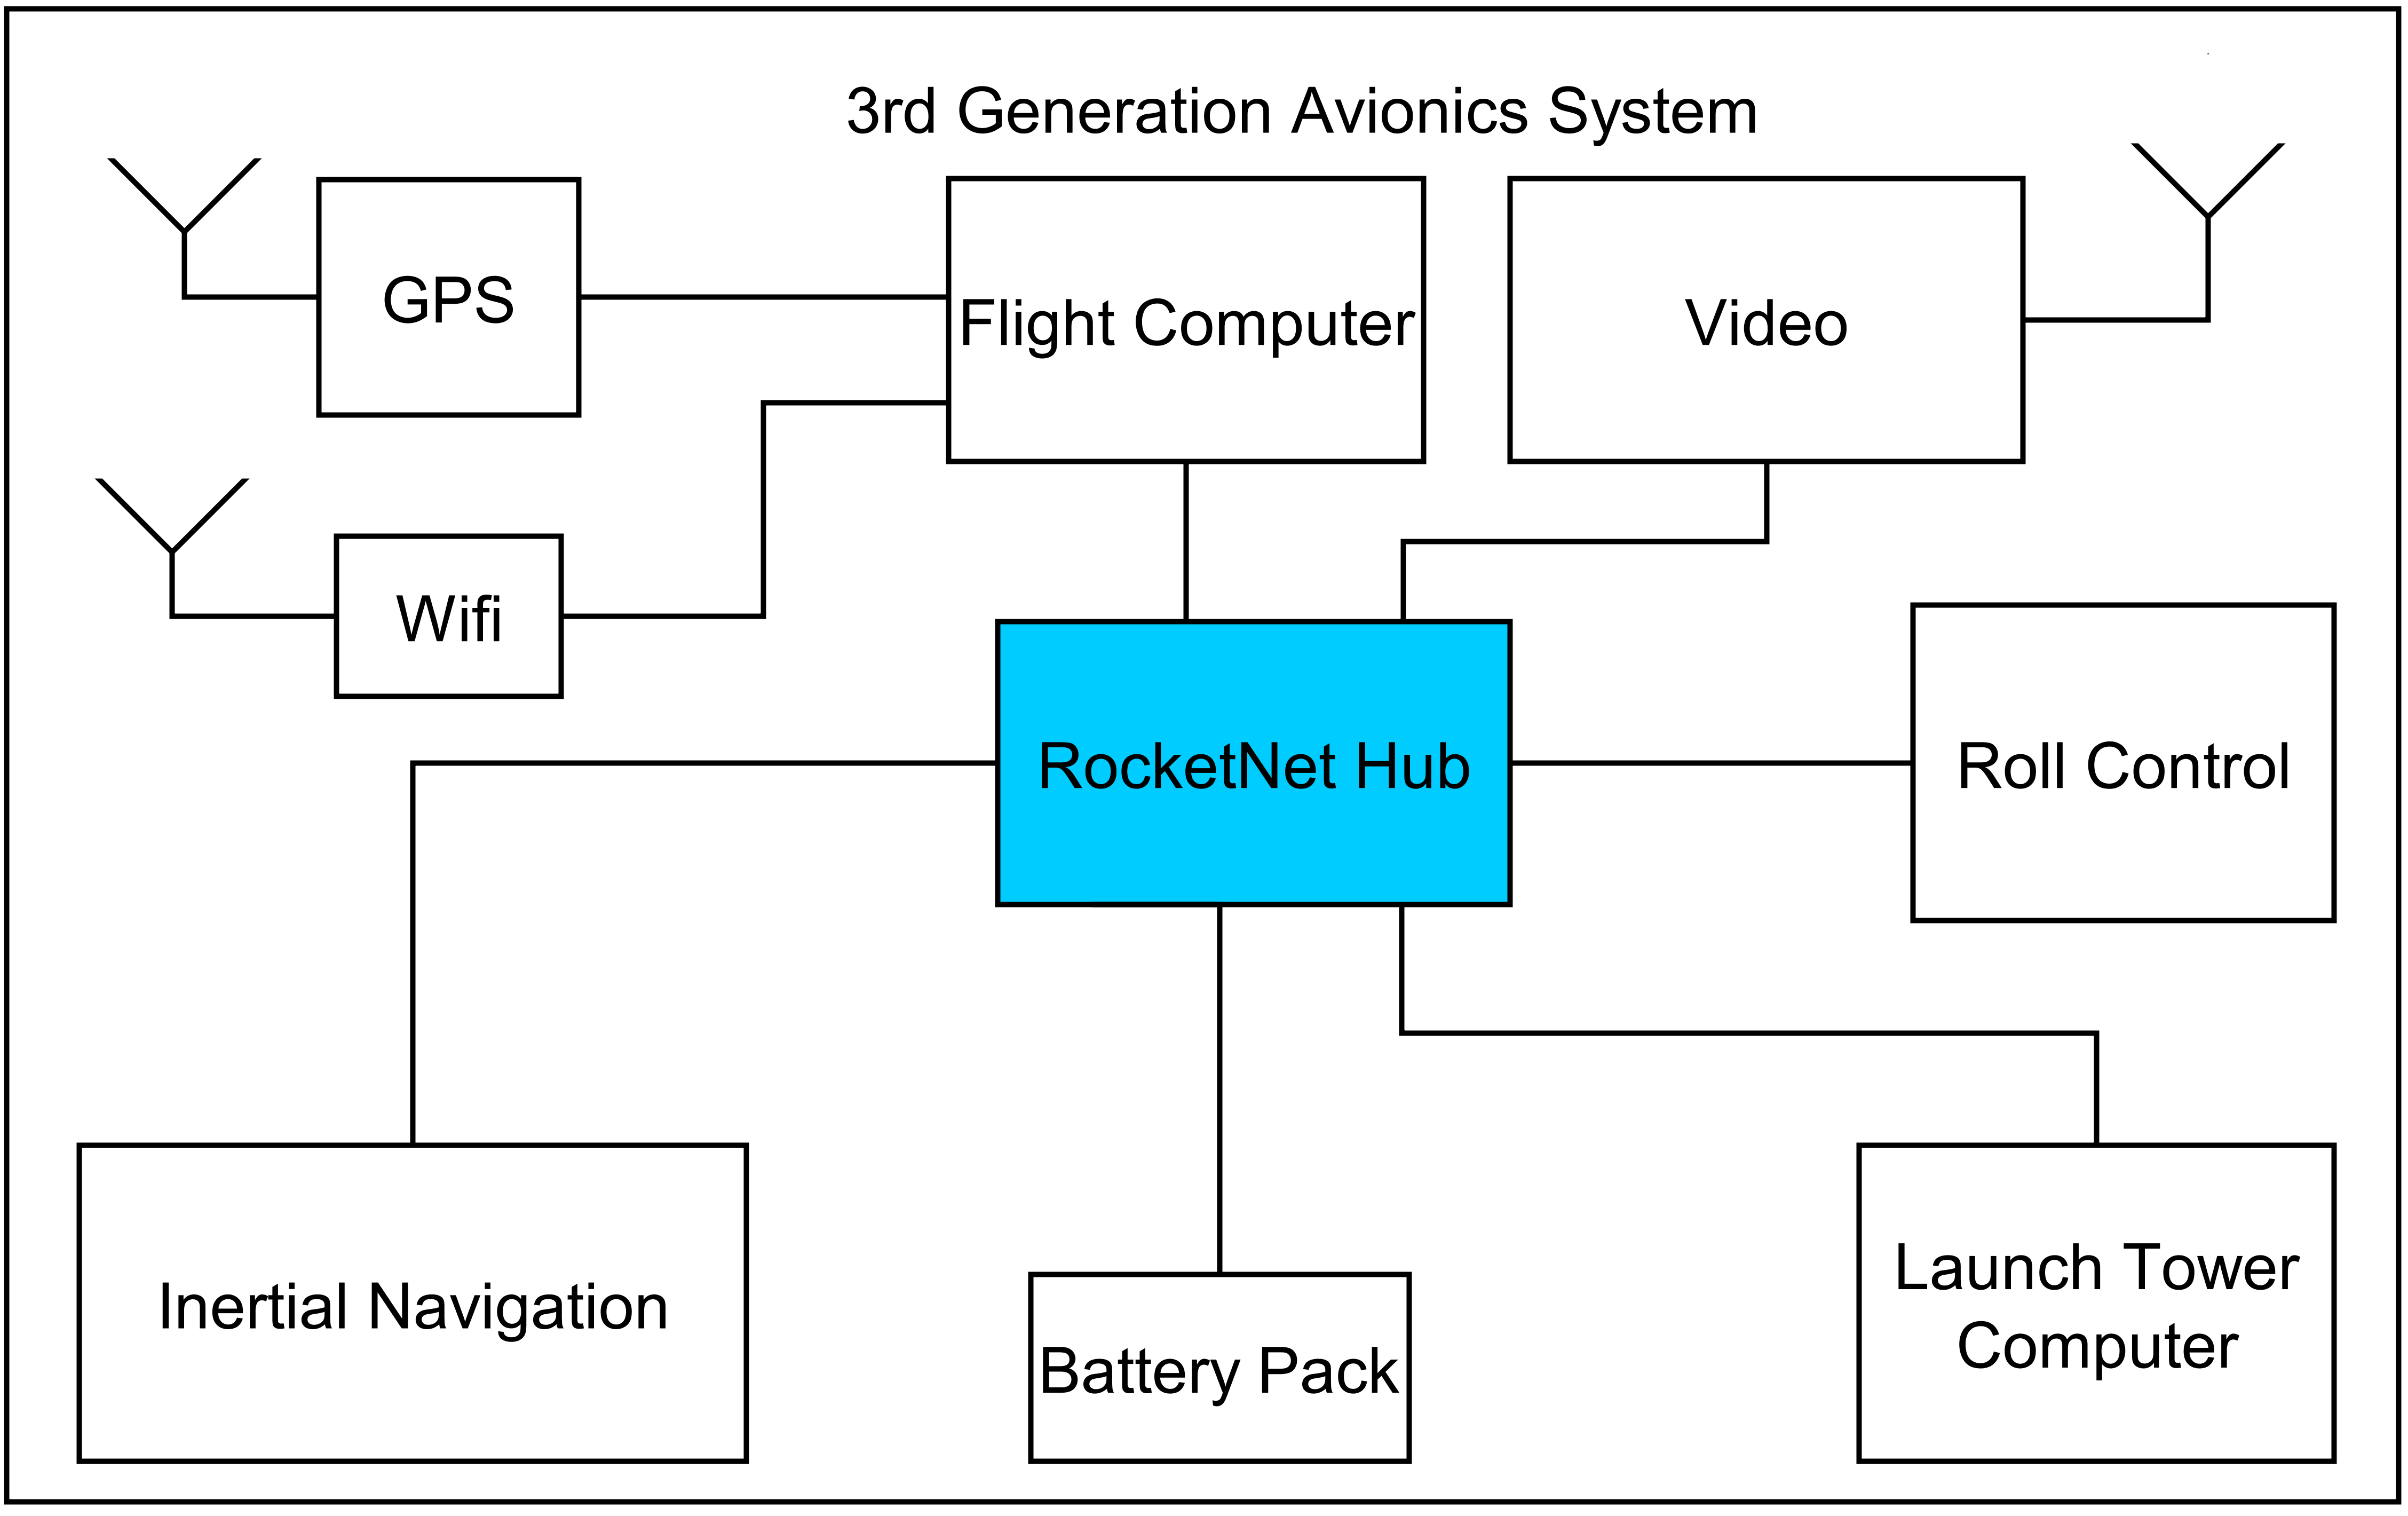 3rd Generation Avionics System
GPS
Flight Computer
Video
Wifi
RocketNet Hub
Roll Control
Inertial Navigation
Battery Pack
Launch Tower
Computer